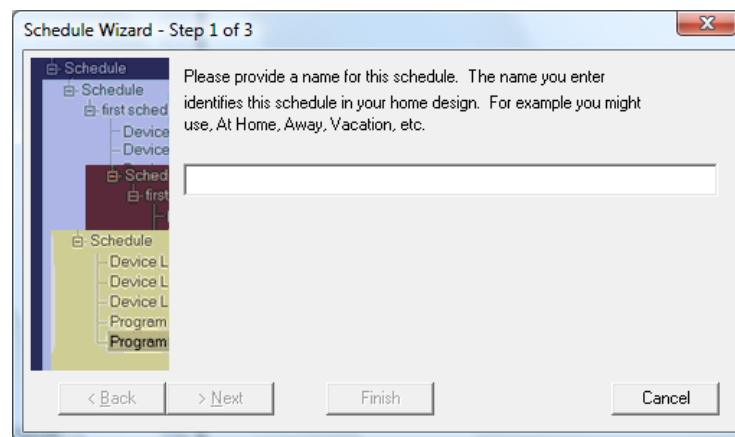 Schedule Wizard - Step 1 of 3
Schedule
Schedule
first sched
Device
Device
Sched
first
Schedule
Device L
Device L
Device L
Program
Program
Please provide a name for this schedule. The name you enter
identifies this schedule in your home design. For example you might
use, At Home, Away, Vacation, etc.
< Back
> Next
Finish
Cancel